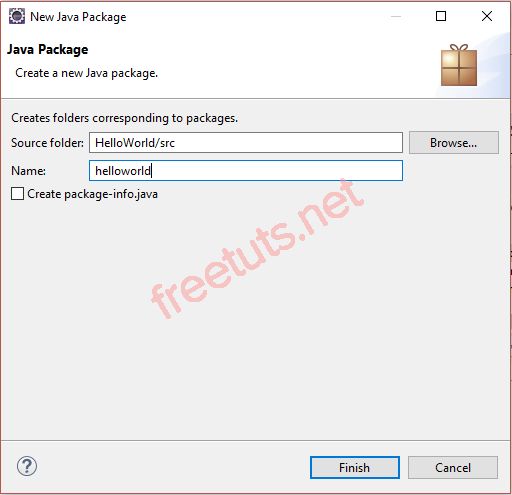 New Java Package
Java Package
Create a new Java package.
Creates folders corresponding to packages.
Source folder: HelloWorld/src Browse...
Name: helloworld
Create package-info.java
freetuts.net
? Finish Cancel